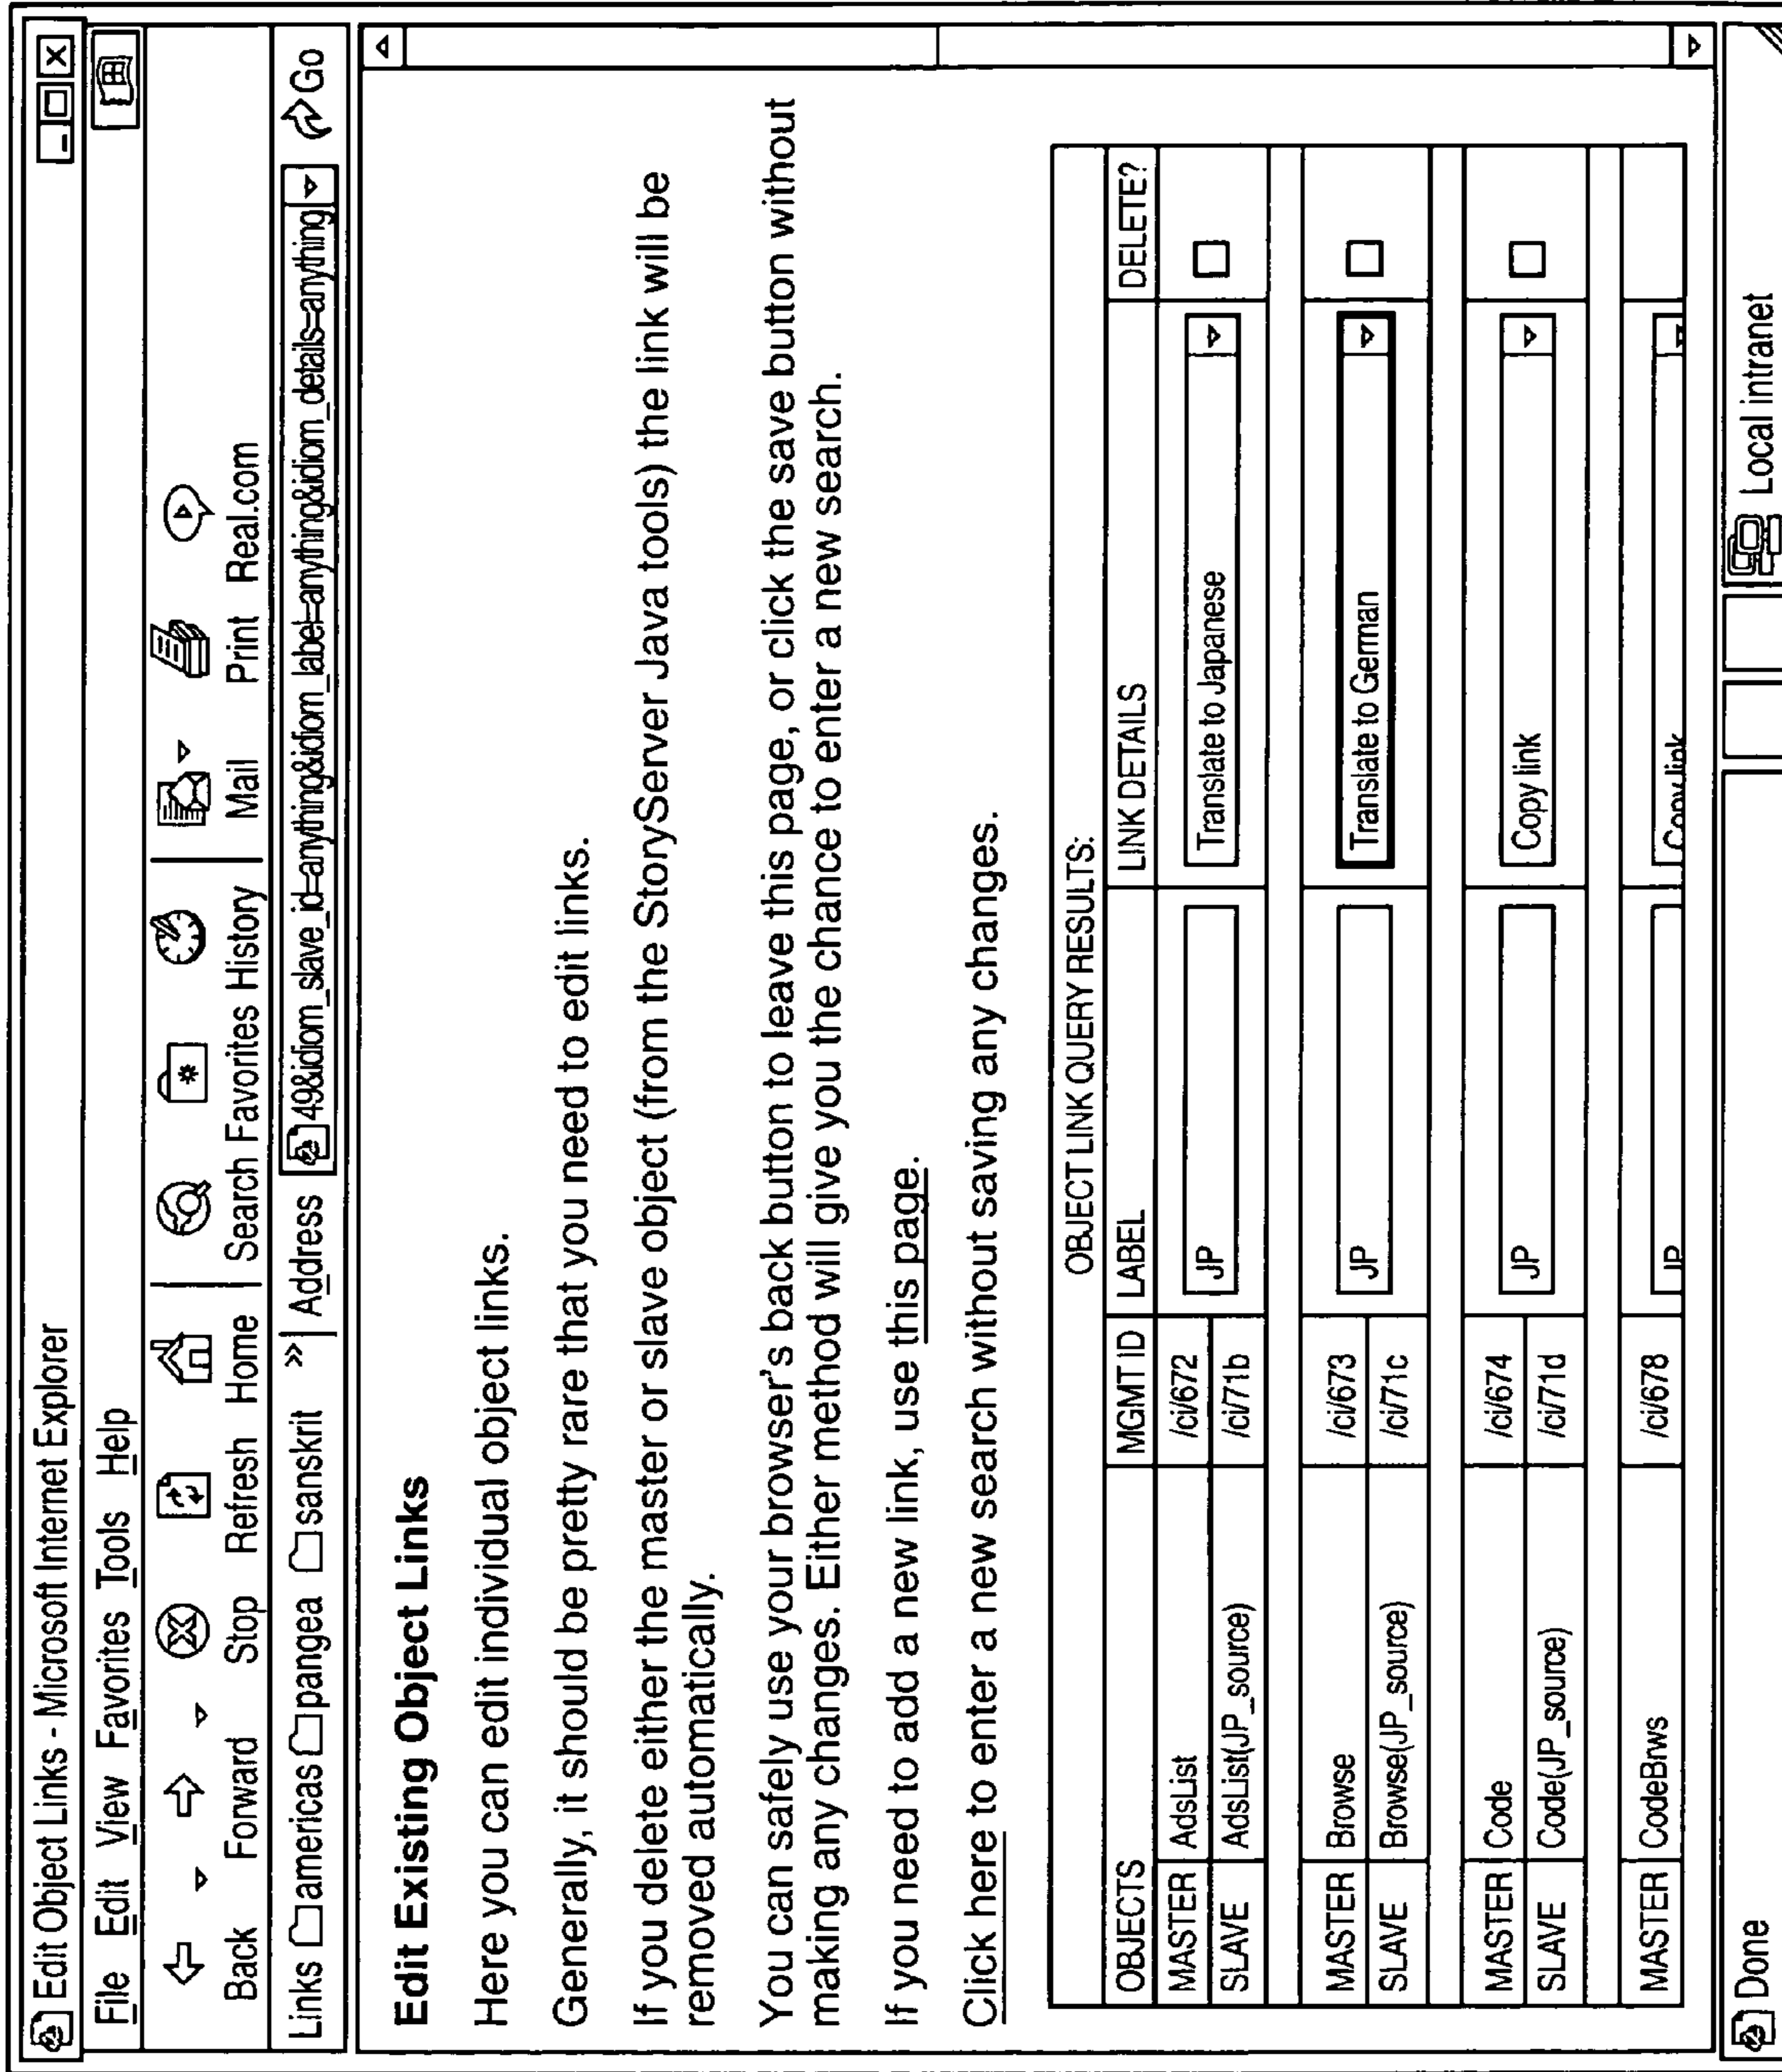 Edit Object Links - Microsoft Internet Explorer
File Edit View Favorites Tools Help
Back Forward Stop Refresh Home Search Favorites History Mail Print Real.com
Links americas pangea sanskrit » Address 49&idiom_slave_id=anything&idiom_label=anything&idiom_details=anything Go
Edit Existing Object Links
Here you can edit individual object links.
Generally, it should be pretty rare that you need to edit links.
If you delete either the master or slave object (from the StoryServer Java tools) the link will be
removed automatically.
You can safely use your browser's back button to leave this page, or click the save button without
making any changes. Either method will give you the chance to enter a new search.
If you need to add a new link, use this page.
Click here to enter a new search without saving any changes.
OBJECT LINK QUERY RESULTS:
OBJECTS MGMT ID LABEL LINK DETAILS DELETE?
MASTER AdsList /ci/672 JP Translate to Japanese
SLAVE AdsList(JP_source) /ci/71b
MASTER Browse /ci/673 JP Translate to German
SLAVE Browse(JP_source) /ci/71c
MASTER Code /ci/674 JP Copy link
SLAVE Code(JP_source) /ci/71d
MASTER CodeBrws /ci/678 JP Copy link
Done Local intranet